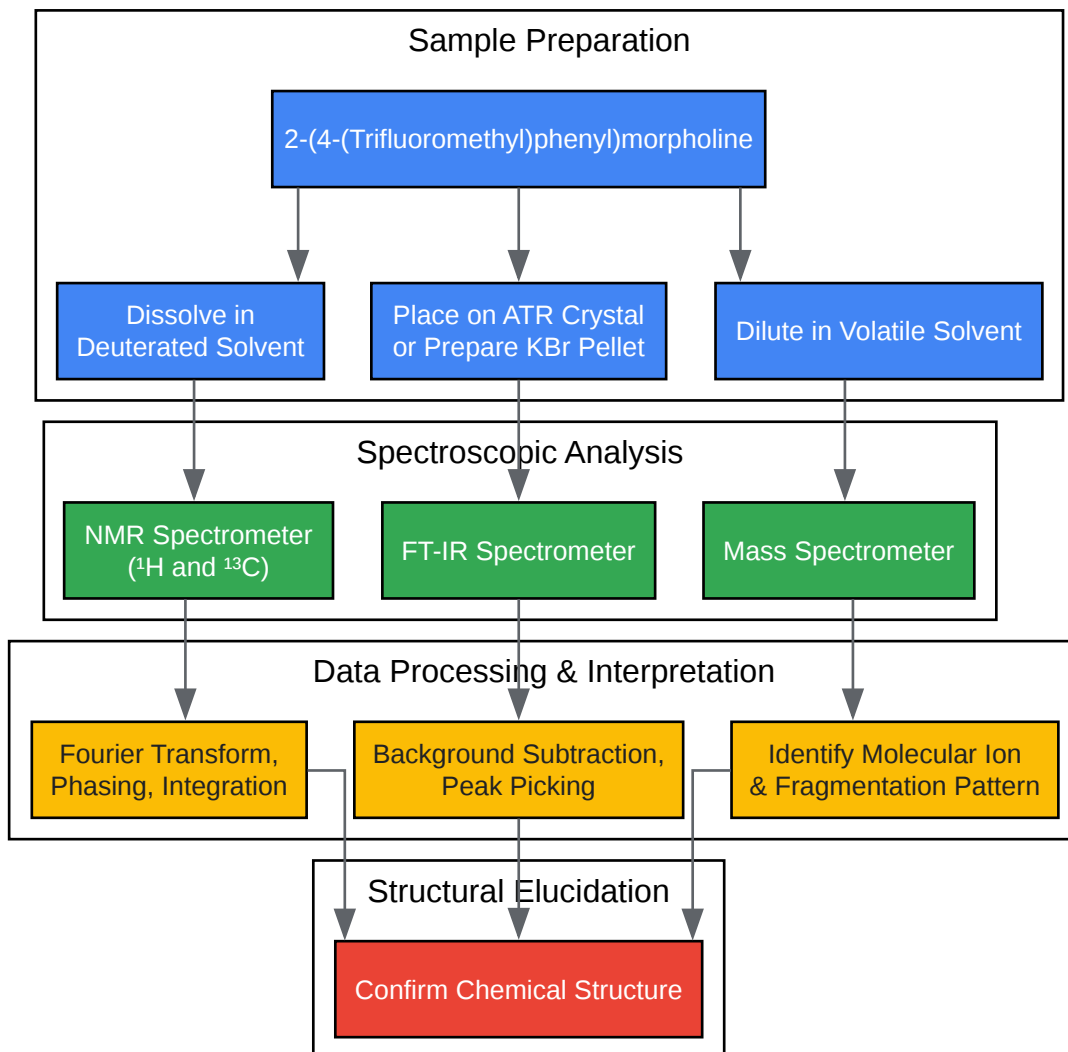 Sample Preparation
2-(4-(Trifluoromethyl)phenyl)morpholine
Dissolve in
Deuterated Solvent
Place on ATR Crystal
or Prepare KBr Pellet
Dilute in Volatile Solvent
Spectroscopic Analysis
NMR Spectrometer
(¹H and ¹³C)
FT-IR Spectrometer
Mass Spectrometer
Data Processing & Interpretation
Fourier Transform,
Phasing, Integration
Background Subtraction,
Peak Picking
Identify Molecular Ion
& Fragmentation Pattern
Structural Elucidation
Confirm Chemical Structure